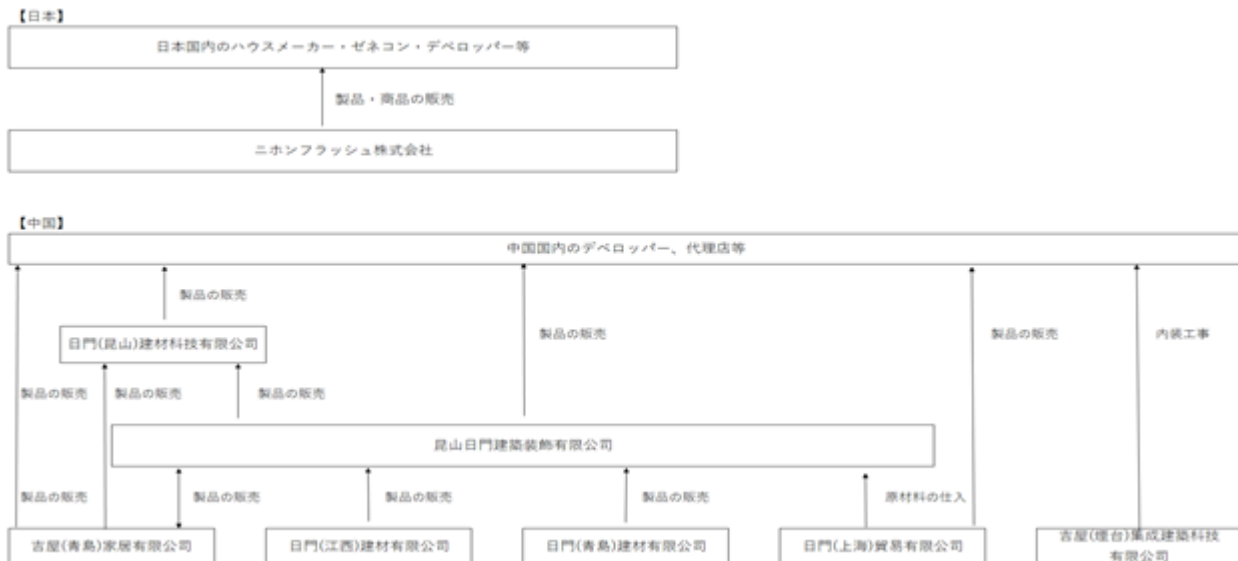 【日本】
日本国内のハウスメーカー・ゼネコン・デベロッパー等
製品・商品の販売
ニホンフラッシュ株式会社
【中国】
中国国内のデベロッパー、代理店等
製品の販売
日門(昆山)建材科技有限公司
製品の販売
製品の販売
内装工事
製品の販売
製品の販売
製品の販売
昆山日門建築装飾有限公司
製品の販売
製品の販売
製品の販売
製品の販売
原材料の仕入
吉屋(青島)家居有限公司
日門(江西)建材有限公司
日門(青島)建材有限公司
日門(上海)貿易有限公司
吉屋(煙台)集成建築科技
有限公司